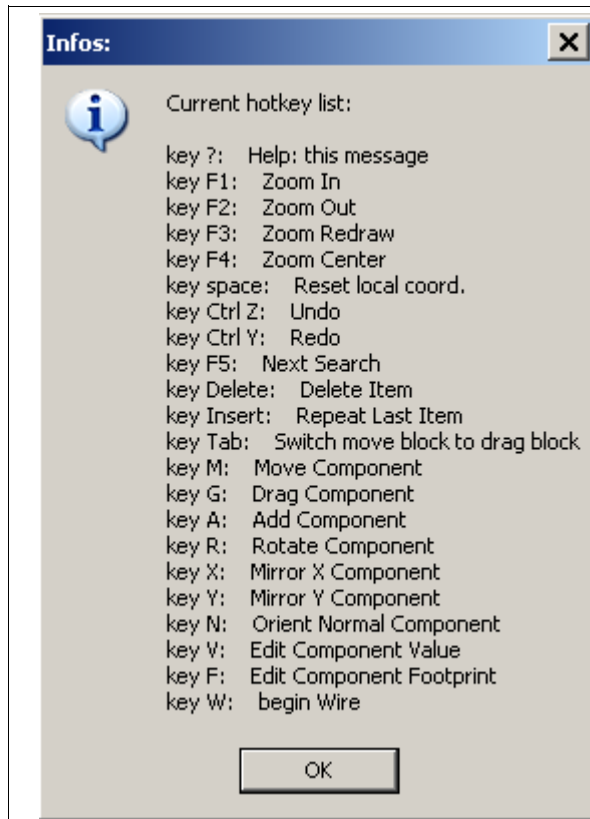 Infos:
Current hotkey list:
key ?: Help: this message
key F1: Zoom In
key F2: Zoom Out
key F3: Zoom Redraw
key F4: Zoom Center
key space: Reset local coord.
key Ctrl Z: Undo
key Ctrl Y: Redo
key F5: Next Search
key Delete: Delete Item
key Insert: Repeat Last Item
key Tab: Switch move block to drag block
key M: Move Component
key G: Drag Component
key A: Add Component
key R: Rotate Component
key X: Mirror X Component
key Y: Mirror Y Component
key N: Orient Normal Component
key V: Edit Component Value
key F: Edit Component Footprint
key W: begin Wire
OK